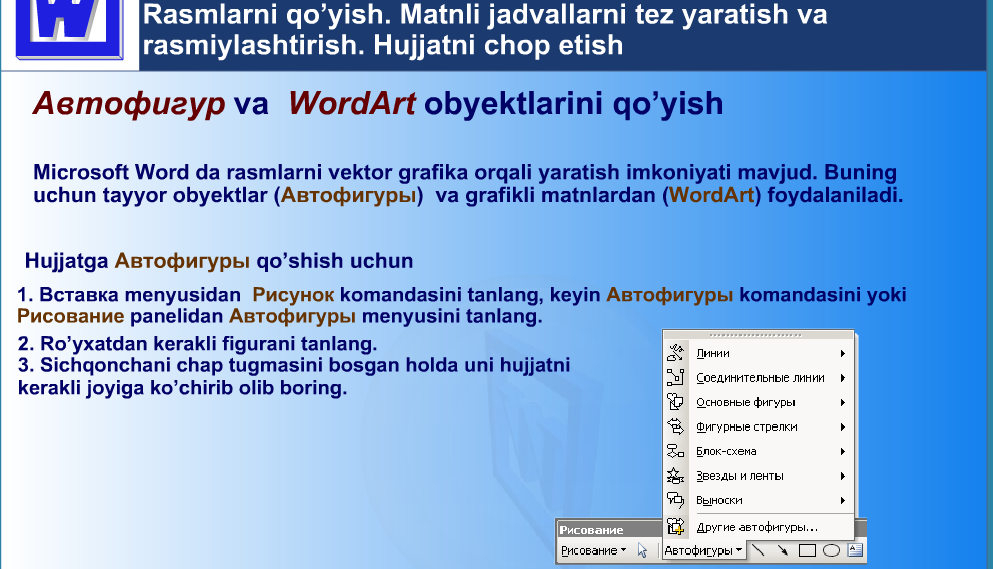 W
Rasmlarni qo’yish. Matnli jadvallarni tez yaratish va
rasmiylashtirish. Hujjatni chop etish
Автофигур va WordArt obyektlarini qo’yish
Microsoft Word da rasmlarni vektor grafika orqali yaratish imkoniyati mavjud. Buning
uchun tayyor obyektlar (Автофигуры) va grafikli matnlardan (WordArt) foydalaniladi.
Hujjatga Автофигуры qo’shish uchun
1. Вставка menyusidan Рисунок komandasini tanlang, keyin Автофигуры komandasini yoki
Рисование panelidan Автофигуры menyusini tanlang.
2. Ro’yxatdan kerakli figurani tanlang.
3. Sichqonchani chap tugmasini bosgan holda uni hujjatni
kerakli joyiga ko’chirib olib boring.
Линии
Соединительные линии
Основные фигуры
Фигурные стрелки
Блок-схема
Звезды и ленты
Выноски
Другие автофигуры...
Рисование
Рисование
Автофигуры